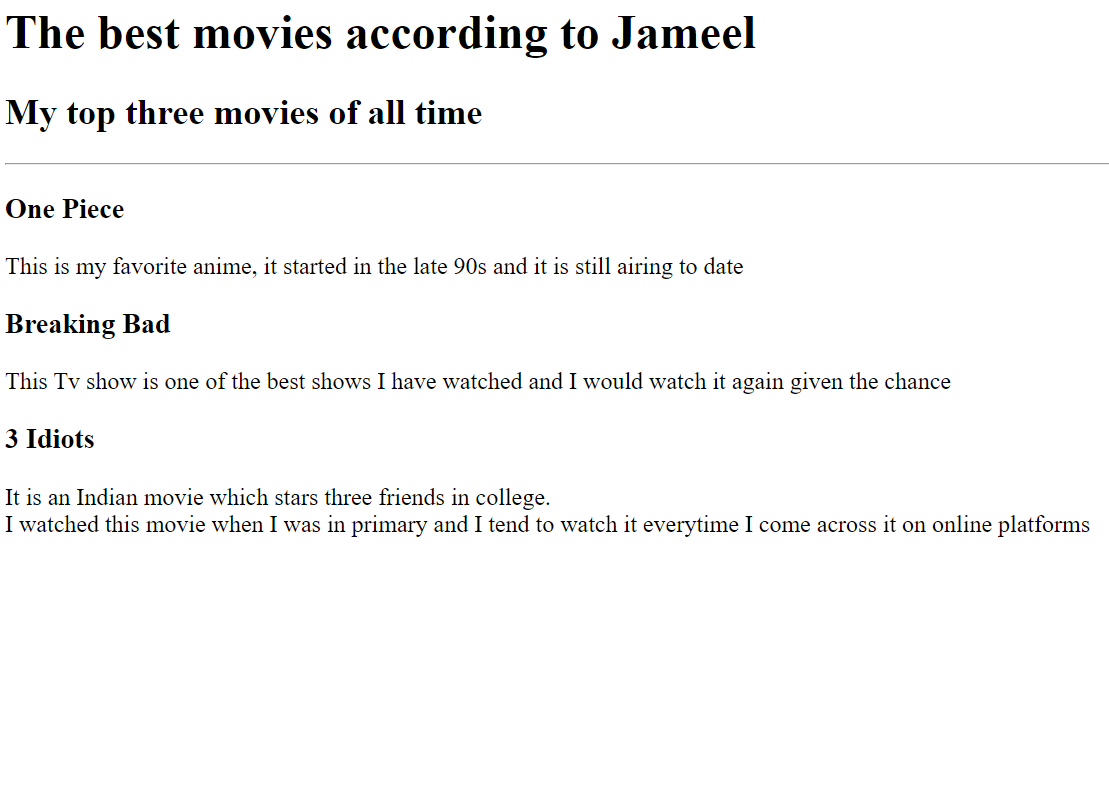 The best movies according to Jameel
My top three movies of all time
One Piece
This is my favorite anime, it started in the late 90s and it is still airing to date
Breaking Bad
This Tv show is one of the best shows I have watched and I would watch it again given the chance
3 Idiots
It is an Indian movie which stars three friends in college.
I watched this movie when I was in primary and I tend to watch it everytime I come across it on online platforms